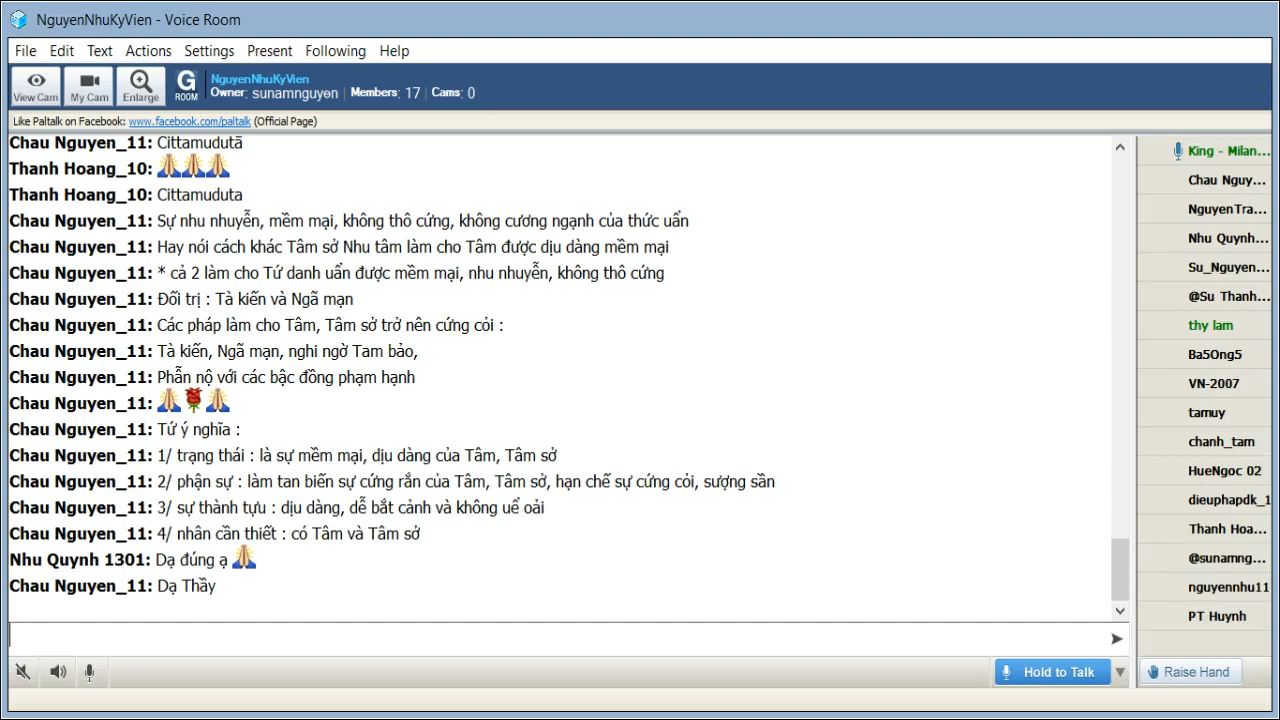 NguyenNhuKyVien - Voice Room
File Edit Text Actions Settings Present Following Help
View Cam My Cam Enlarge G ROOM
NguyenNhuKyVien
Owner: sunamnguyen | Members: 17 | Cams: 0
Like Paltalk on Facebook: www.facebook.com/paltalk (Official Page)
Chau Nguyen_11: Cittamudutā
Thanh Hoang_10: 🙏🙏🙏
Thanh Hoang_10: Cittamuduta
Chau Nguyen_11: Sự nhu nhuyễn, mềm mại, không thô cứng, không cương ngạnh của thức uẩn
Chau Nguyen_11: Hay nói cách khác Tâm sở Nhu tâm làm cho Tâm được dịu dàng mềm mại
Chau Nguyen_11: * cả 2 làm cho Tứ danh uẩn được mềm mại, nhu nhuyễn, không thô cứng
Chau Nguyen_11: Đối trị : Tà kiến và Ngã mạn
Chau Nguyen_11: Các pháp làm cho Tâm, Tâm sở trở nên cứng cỏi :
Chau Nguyen_11: Tà kiến, Ngã mạn, nghi ngờ Tam bảo,
Chau Nguyen_11: Phẫn nộ với các bậc đồng phạm hạnh
Chau Nguyen_11: 🙏🌹🙏
Chau Nguyen_11: Tứ ý nghĩa :
Chau Nguyen_11: 1/ trạng thái : là sự mềm mại, dịu dàng của Tâm, Tâm sở
Chau Nguyen_11: 2/ phận sự : làm tan biến sự cứng rắn của Tâm, Tâm sở, hạn chế sự cứng cỏi, sượng sần
Chau Nguyen_11: 3/ sự thành tựu : dịu dàng, dễ bắt cảnh và không uể oải
Chau Nguyen_11: 4/ nhân cần thiết : có Tâm và Tâm sở
Nhu Quynh 1301: Dạ đúng ạ 🙏
Chau Nguyen_11: Dạ Thầy
King - Milan...
Chau Nguy...
NguyenTra...
Nhu Quynh...
Su_Nguyen...
@Su Thanh...
thy lam
Ba5Ong5
VN-2007
tamuy
chanh_tam
HueNgoc 02
dieuphapdk_1
Thanh Hoa...
@sunamng...
nguyennhu11
PT Huynh
Hold to Talk
Raise Hand